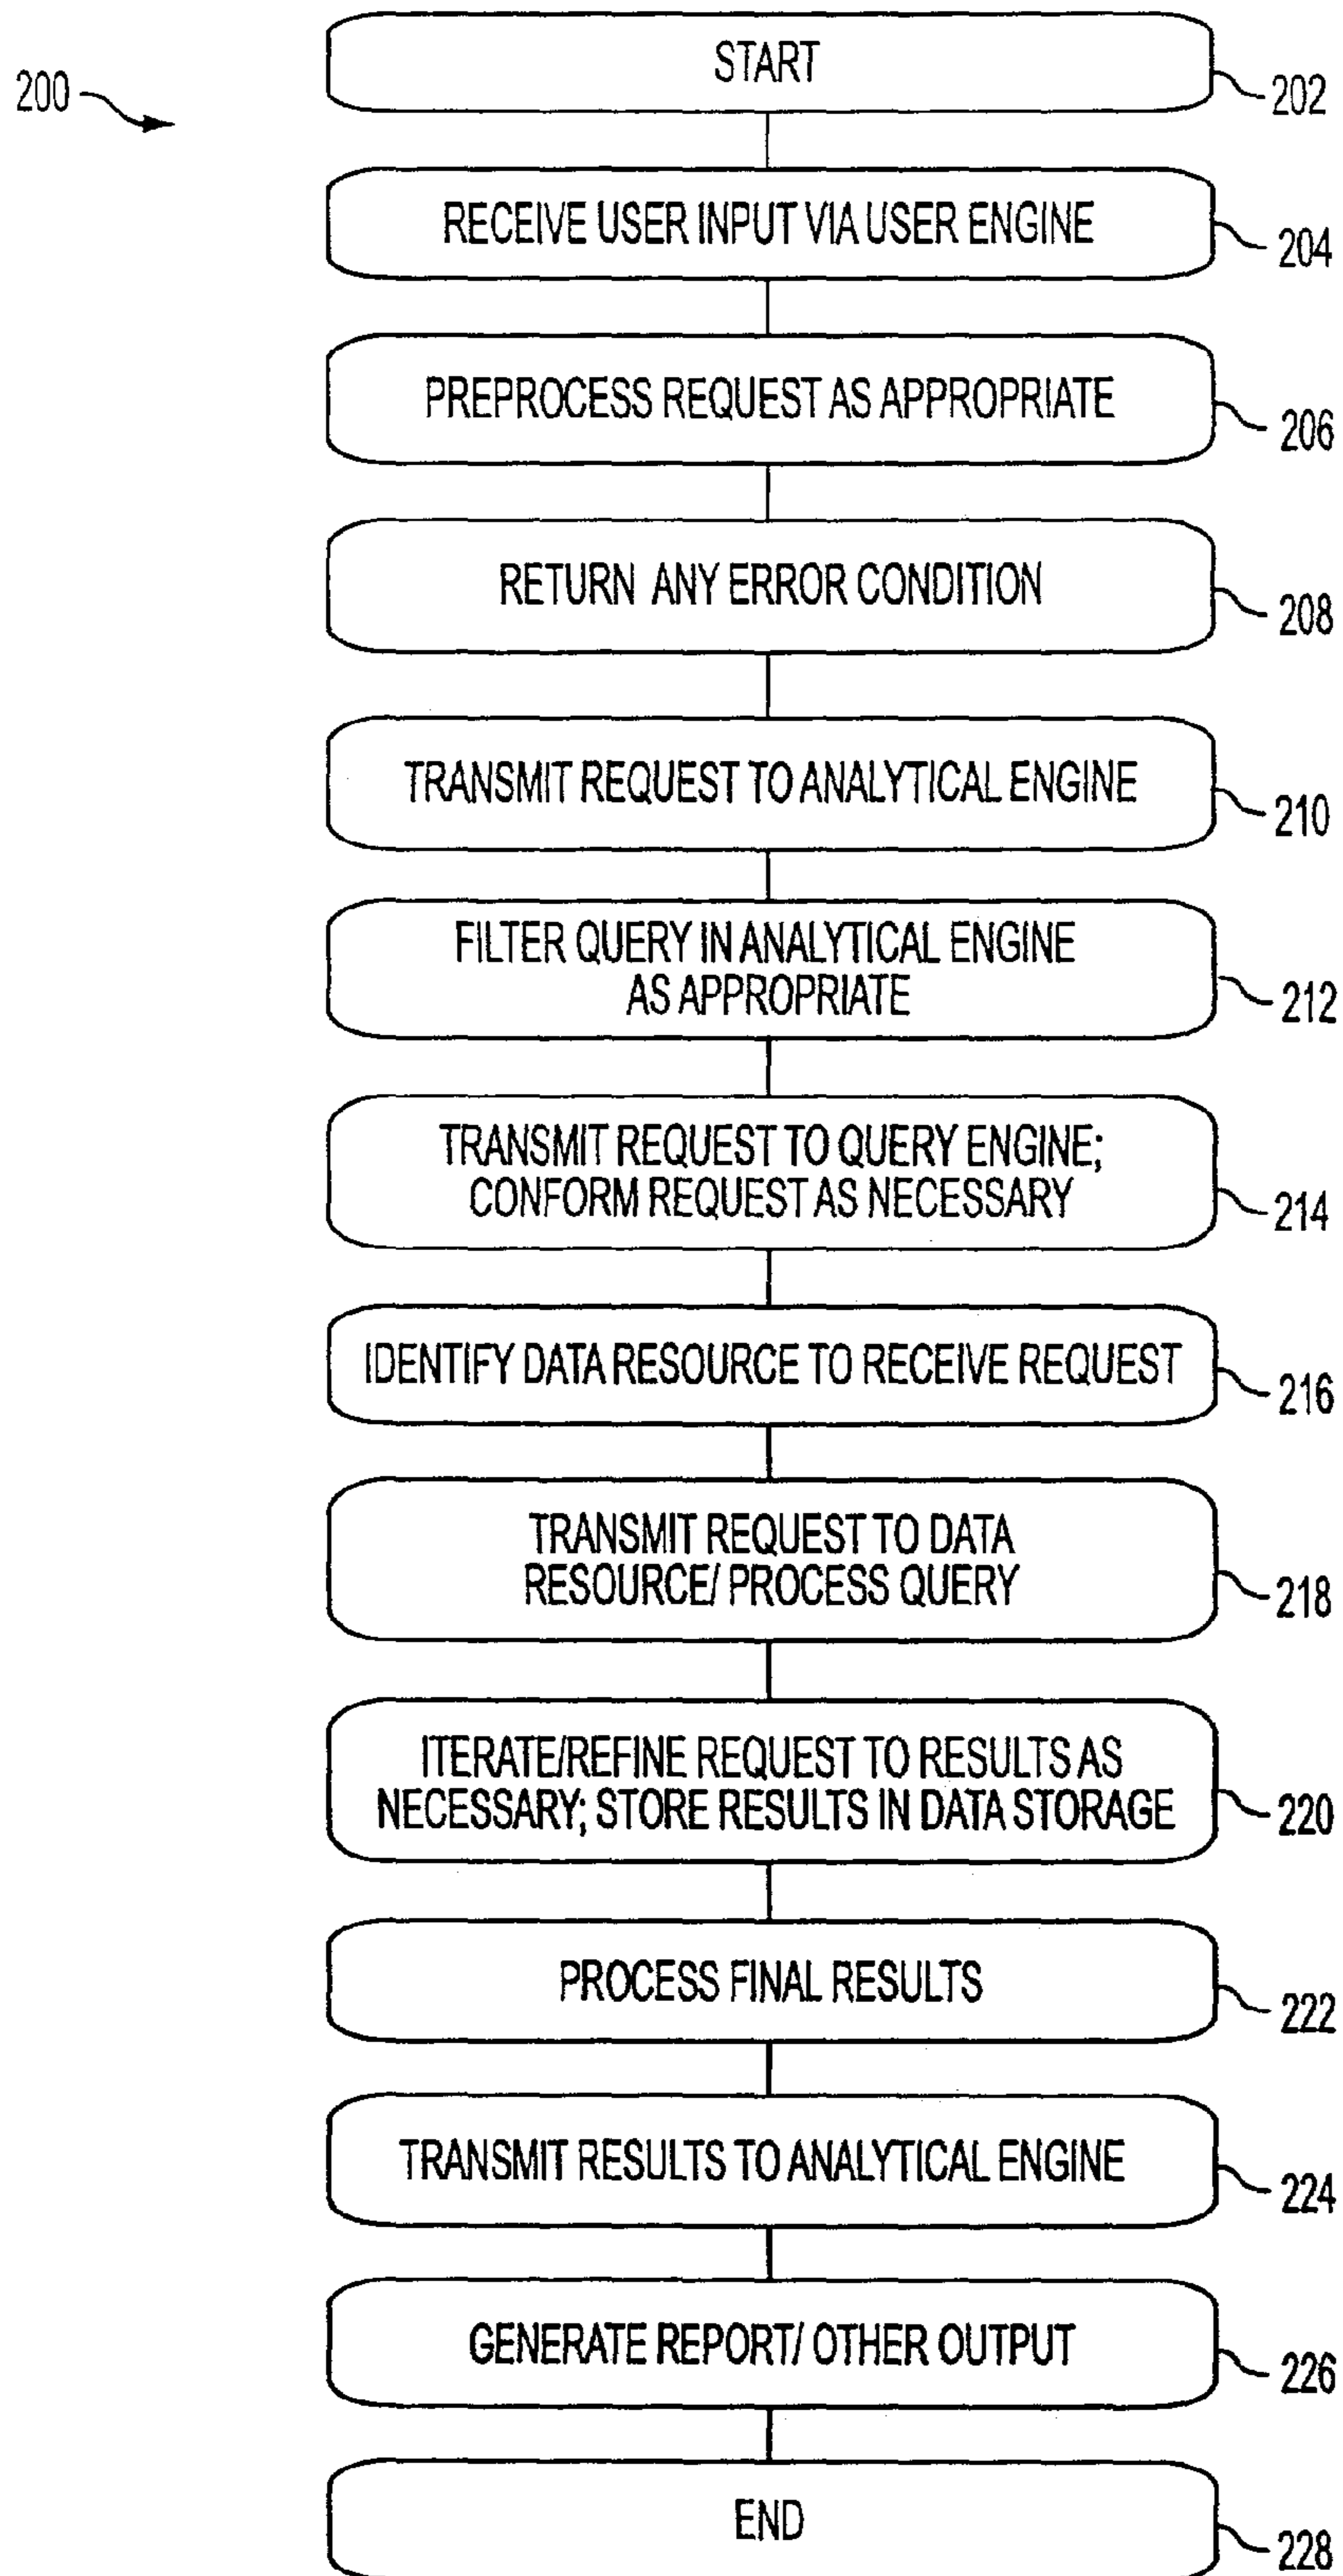 200
START
202
RECEIVE USER INPUT VIA USER ENGINE
204
PREPROCESS REQUEST AS APPROPRIATE
206
RETURN ANY ERROR CONDITION
208
TRANSMIT REQUEST TO ANALYTICAL ENGINE
210
FILTER QUERY IN ANALYTICAL ENGINE
AS APPROPRIATE
212
TRANSMIT REQUEST TO QUERY ENGINE;
CONFORM REQUEST AS NECESSARY
214
IDENTIFY DATA RESOURCE TO RECEIVE REQUEST
216
TRANSMIT REQUEST TO DATA
RESOURCE/ PROCESS QUERY
218
ITERATE/REFINE REQUEST TO RESULTS AS
NECESSARY; STORE RESULTS IN DATA STORAGE
220
PROCESS FINAL RESULTS
222
TRANSMIT RESULTS TO ANALYTICAL ENGINE
224
GENERATE REPORT/ OTHER OUTPUT
226
END
228